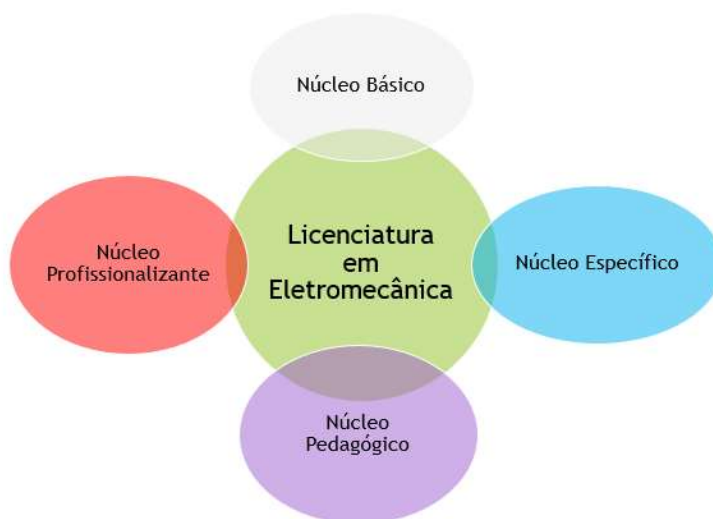 Núcleo Básico
Núcleo
Profissionalizante
Licenciatura
em
Eletromecânica
Núcleo Específico
Núcleo
Pedagógico